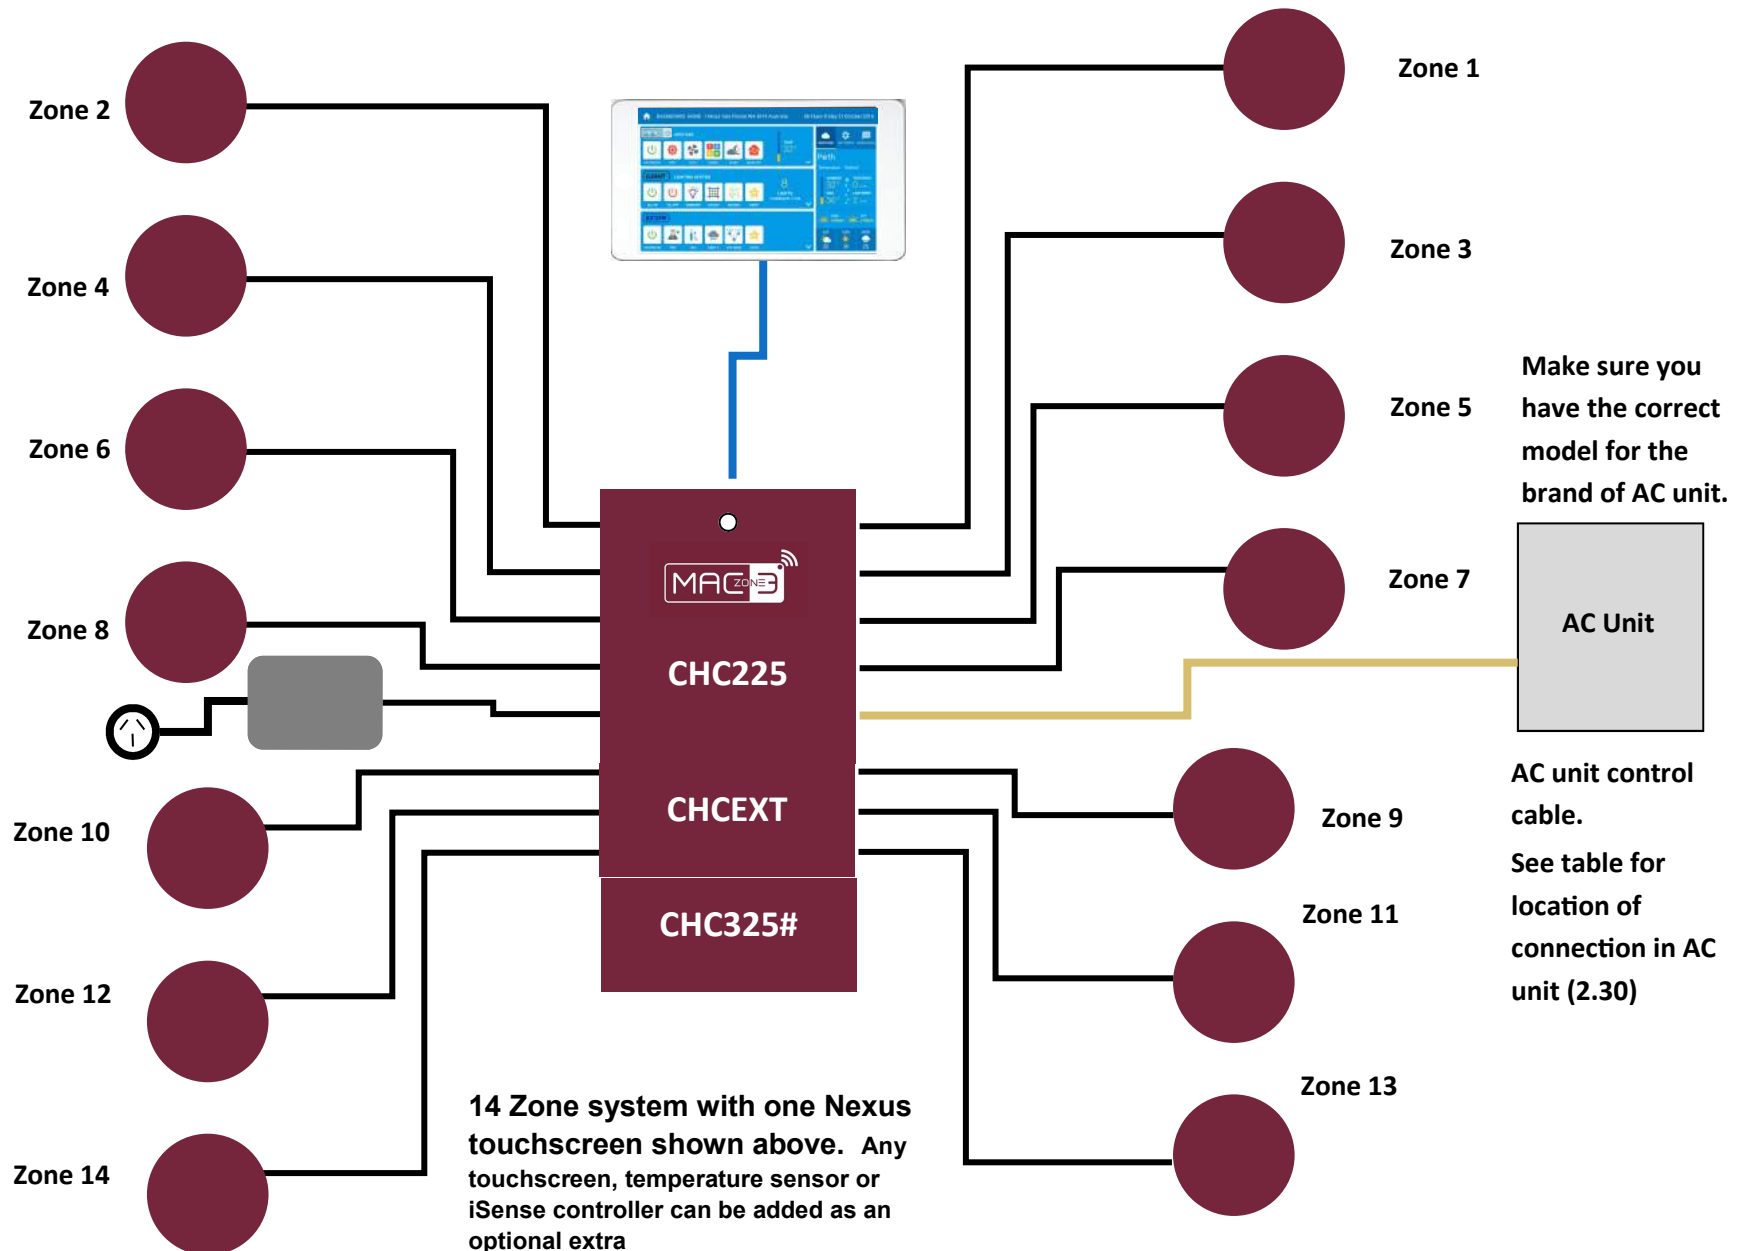 Zone 1
Zone 2
Zone 3
Zone 4
Make sure you
have the correct
model for the
brand of AC unit.
Zone 5
Zone 6
Zone 7
Zone 8
AC Unit
MAC
ZONE
3
CHC225
AC unit control
cable.
See table for
location of
connection in AC
unit (2.30)
CHCEXT
Zone 9
Zone 10
CHC325#
Zone 11
Zone 12
Zone 13
Zone 14
14 Zone system with one Nexus
touchscreen shown above. Any
touchscreen, temperature sensor or
iSense controller can be added as an
optional extra
Perth